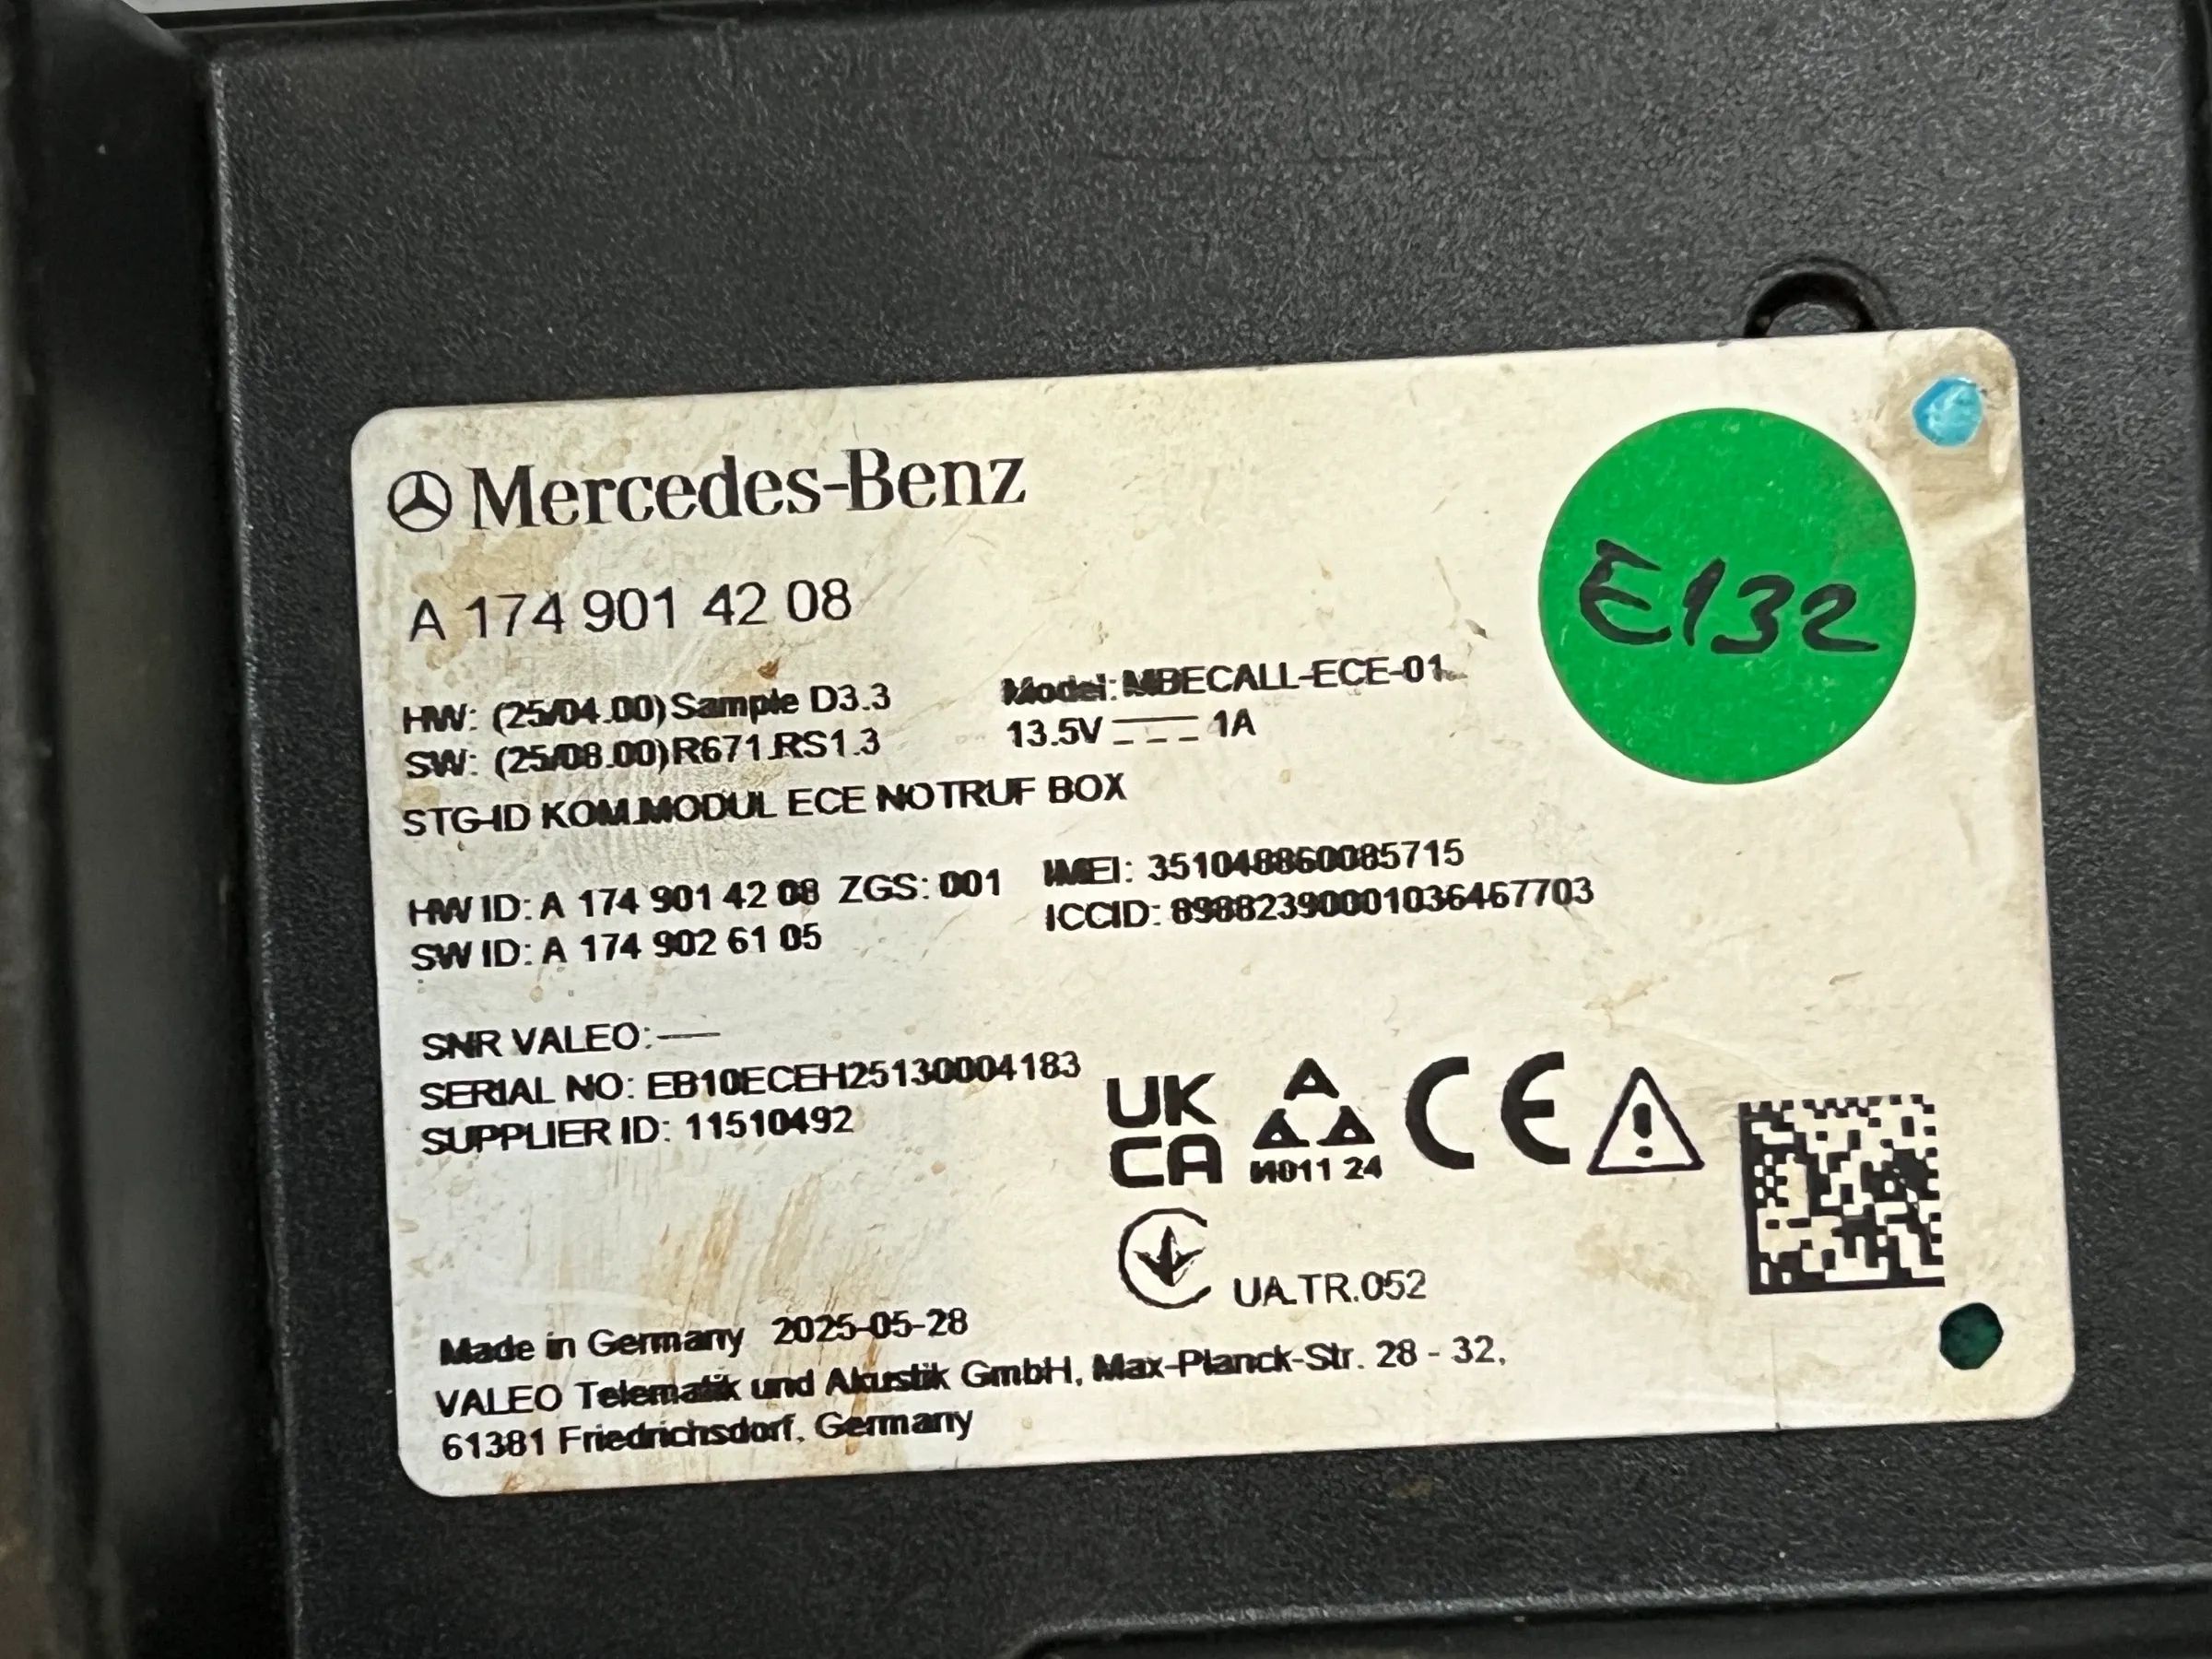 Mercedes-Benz
E132
A 174 901 42 08
HW: (25/04.00) Sample D3.3
Model: MBECALL-ECE-01
SW: (25/08.00) R671.RS1.3
13.5V 1A
STG-ID KOM.MODUL ECE NOTRUF BOX
HW ID: A 174 901 42 08 ZGS: 001
IMEI: 351048860085715
SW ID: A 174 902 61 05
ICCID: 89882390001036467703
SNR VALEO: —
SERIAL NO: EB10ECEH25130004183
SUPPLIER ID: 11510492
UK
CA
И011 24
CE
UA.TR.052
Made in Germany 2025-05-28
VALEO Telematik und Akustik GmbH, Max-Planck-Str. 28 - 32,
61381 Friedrichsdorf, Germany